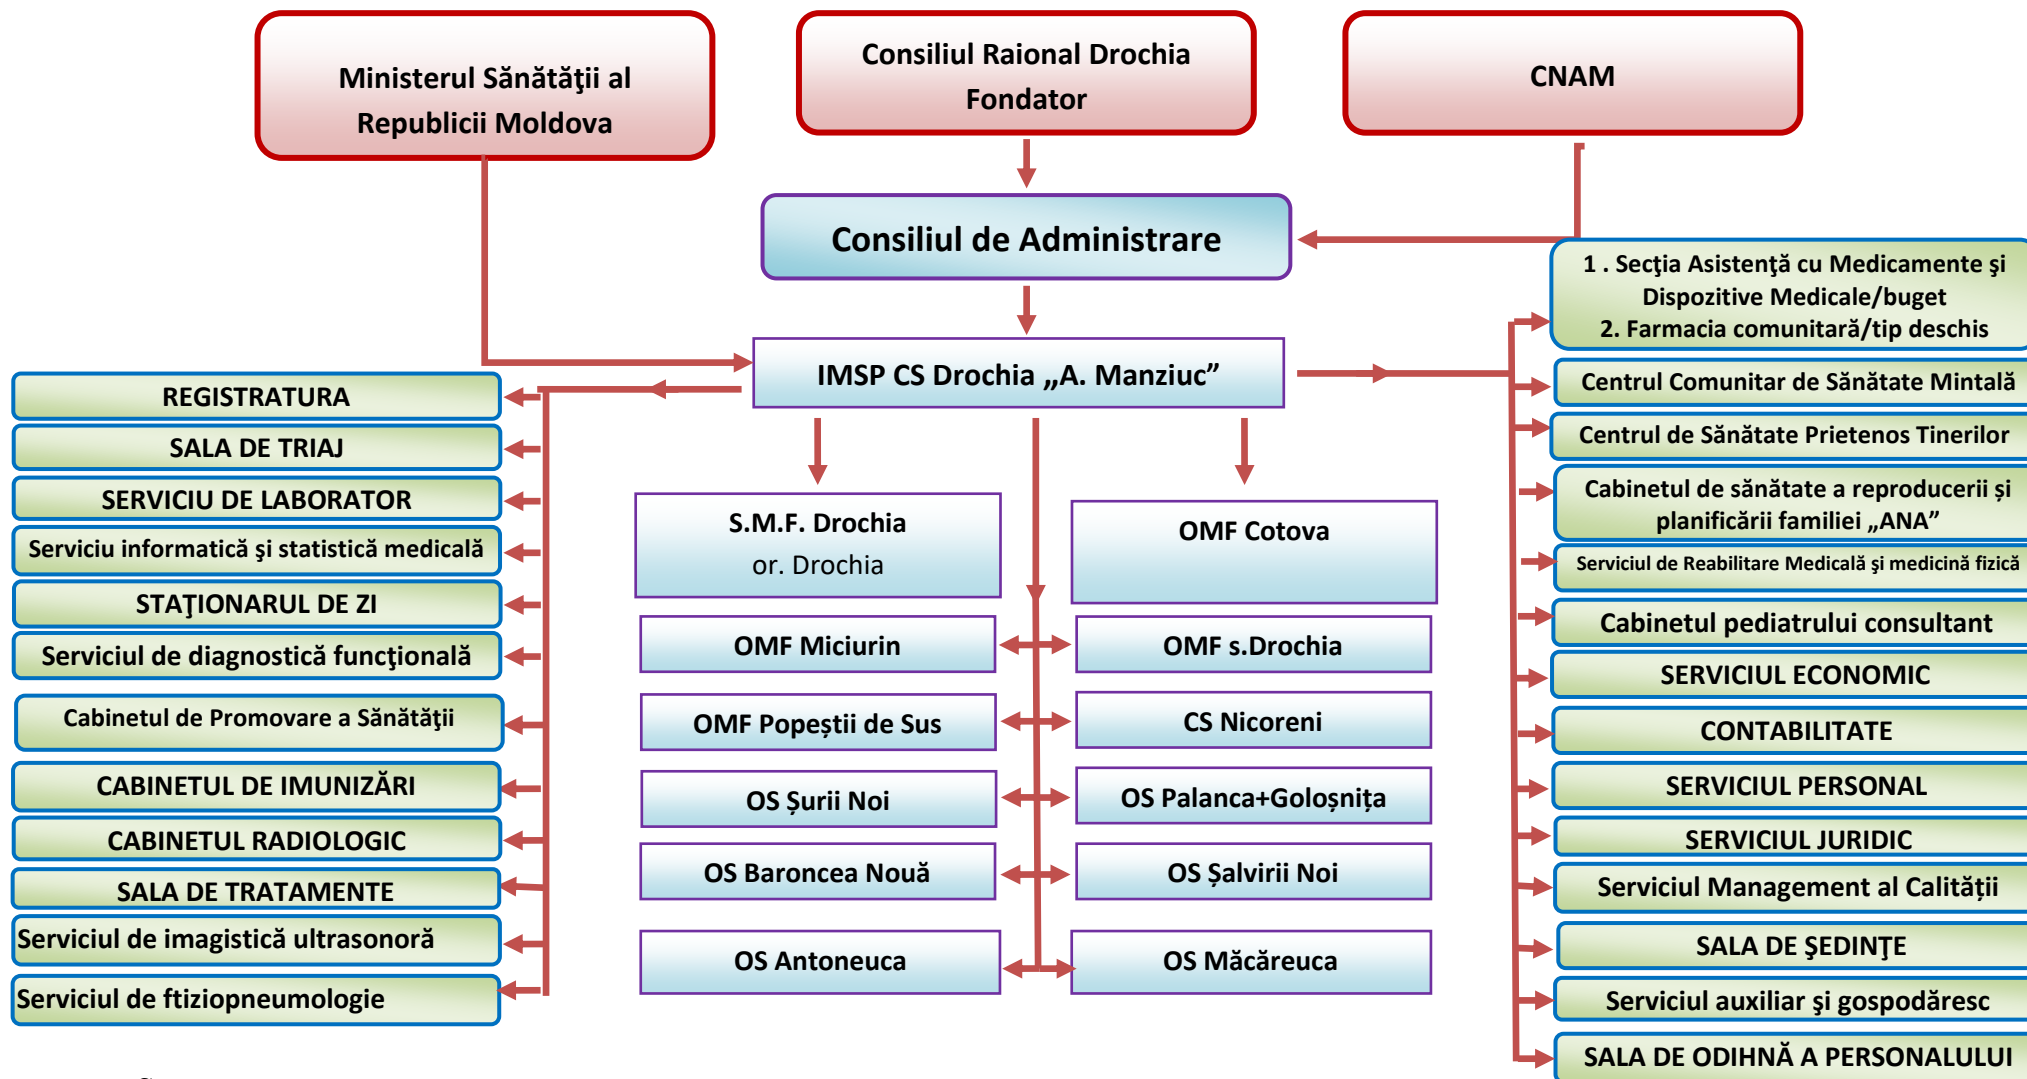 Ministerul Sănătăţii al
Republicii Moldova
Consiliul Raional Drochia
Fondator
CNAM
Consiliul de Administrare
IMSP CS Drochia „A. Manziuc”
REGISTRATURA
SALA DE TRIAJ
SERVICIU DE LABORATOR
Serviciu informatică şi statistică medicală
STAŢIONARUL DE ZI
Serviciul de diagnostică funcţională
Cabinetul de Promovare a Sănătăţii
CABINETUL DE IMUNIZĂRI
CABINETUL RADIOLOGIC
SALA DE TRATAMENTE
Serviciul de imagistică ultrasonoră
Serviciul de ftiziopneumologie
S.M.F. Drochia
or. Drochia
OMF Cotova
OMF Miciurin
OMF s.Drochia
OMF Popeștii de Sus
CS Nicoreni
OS Șurii Noi
OS Palanca+Goloșnița
OS Baroncea Nouă
OS Șalvirii Noi
OS Antoneuca
OS Măcăreuca
1 . Secţia Asistenţă cu Medicamente şi
Dispozitive Medicale/buget
2. Farmacia comunitară/tip deschis
Centrul Comunitar de Sănătate Mintală
Centrul de Sănătate Prietenos Tinerilor
Cabinetul de sănătate a reproducerii și
planificării familiei „ANA”
Serviciul de Reabilitare Medicală şi medicină fizică
Cabinetul pediatrului consultant
SERVICIUL ECONOMIC
CONTABILITATE
SERVICIUL PERSONAL
SERVICIUL JURIDIC
Serviciul Management al Calității
SALA DE ŞEDINŢE
Serviciul auxiliar şi gospodăresc
SALA DE ODIHNĂ A PERSONALULUI